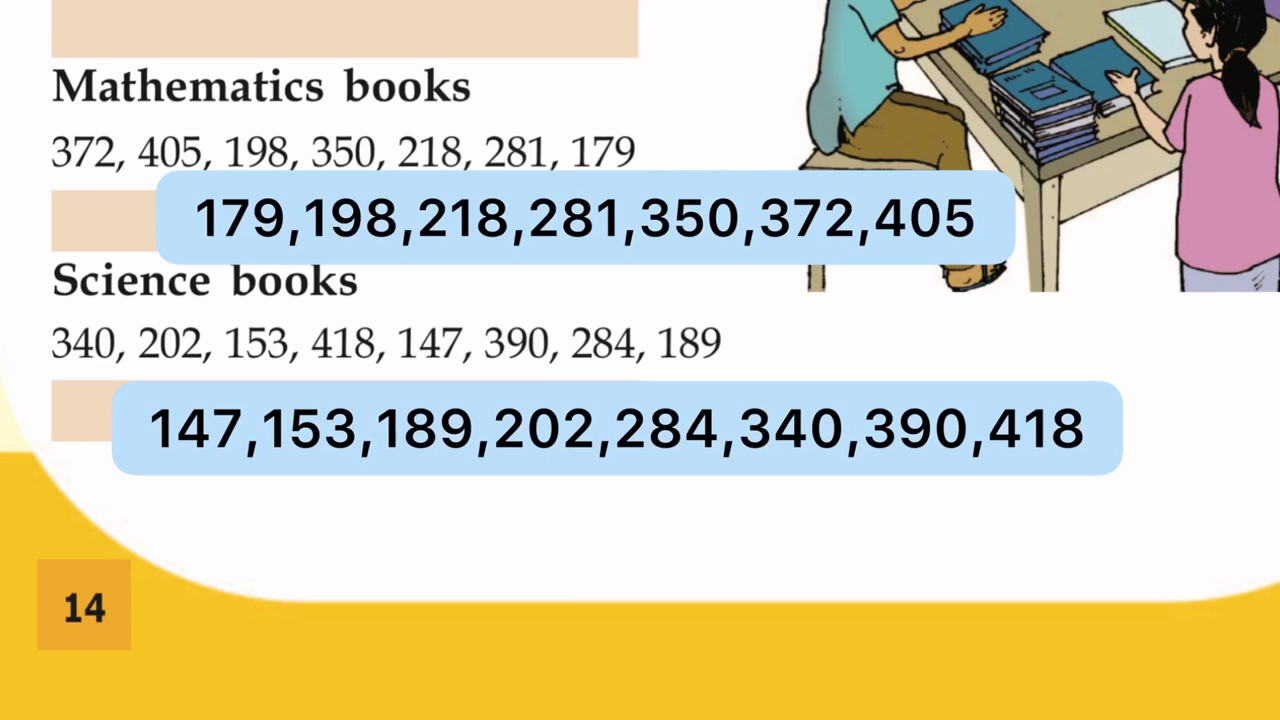 Mathematics books
372, 405, 198, 350, 218, 281, 179
179,198,218,281,350,372,405
Science books
340, 202, 153, 418, 147, 390, 284, 189
147,153,189,202,284,340,390,418
14